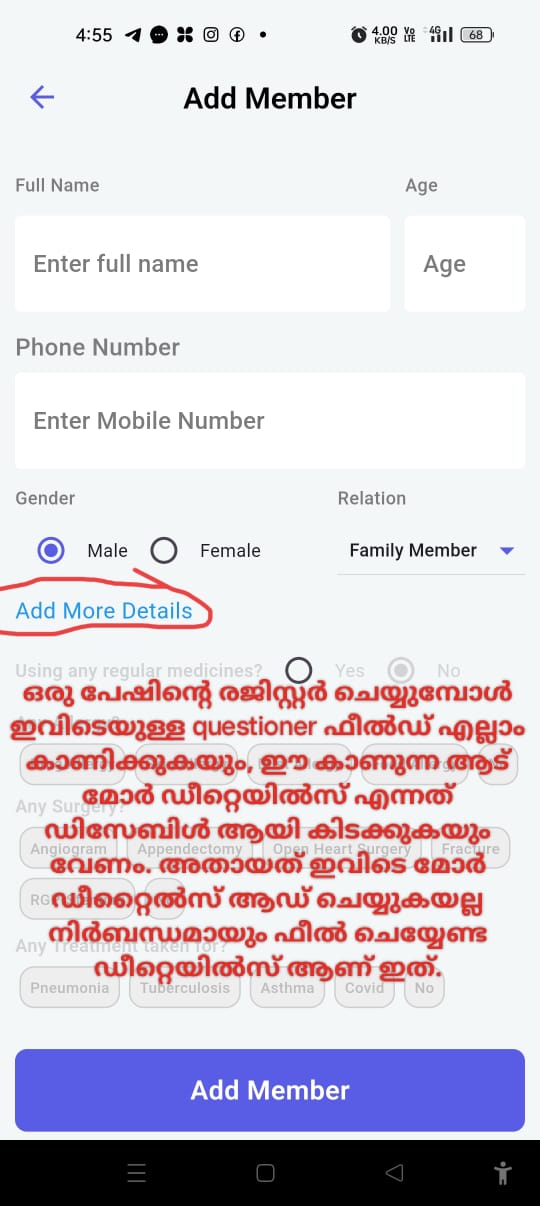 4:55
4.00 KB/S
Vo LTE
4G
68
Add Member
Full Name
Age
Enter full name
Age
Phone Number
Enter Mobile Number
Gender
Relation
Male
Female
Family Member
Add More Details
Using any regular medicines?
Yes
No
ഒരു പേഷിന്റെ രജിസ്റ്റർ ചെയ്യുമ്പോൾ
ഇവിടെയുള്ള questioner ഫീൽഡ് എല്ലാം
കാണിക്കുകയും, ഈ കാണുന്ന ആട്
മോർ ഡീറ്റെയിൽസ് എന്നത്
Any Surgery?
ഡിസേബിൾ ആയി കിടക്കുകയും
Angiogram
Appendectomy
Open Heart Surgery
Fracture
വേണം. അതായത് ഇവിടെ മോർ
ഡീറ്റൈൽസ് ആഡ് ചെയ്യുകയല്ല
നിർബന്ധമായും ഫീൽ ചെയ്യേണ്ട
Any Treatment taken for?
ഡീറ്റെയിൽസ് ആണ് ഇത്.
Pneumonia
Tuberculosis
Asthma
Covid
No
Add Member